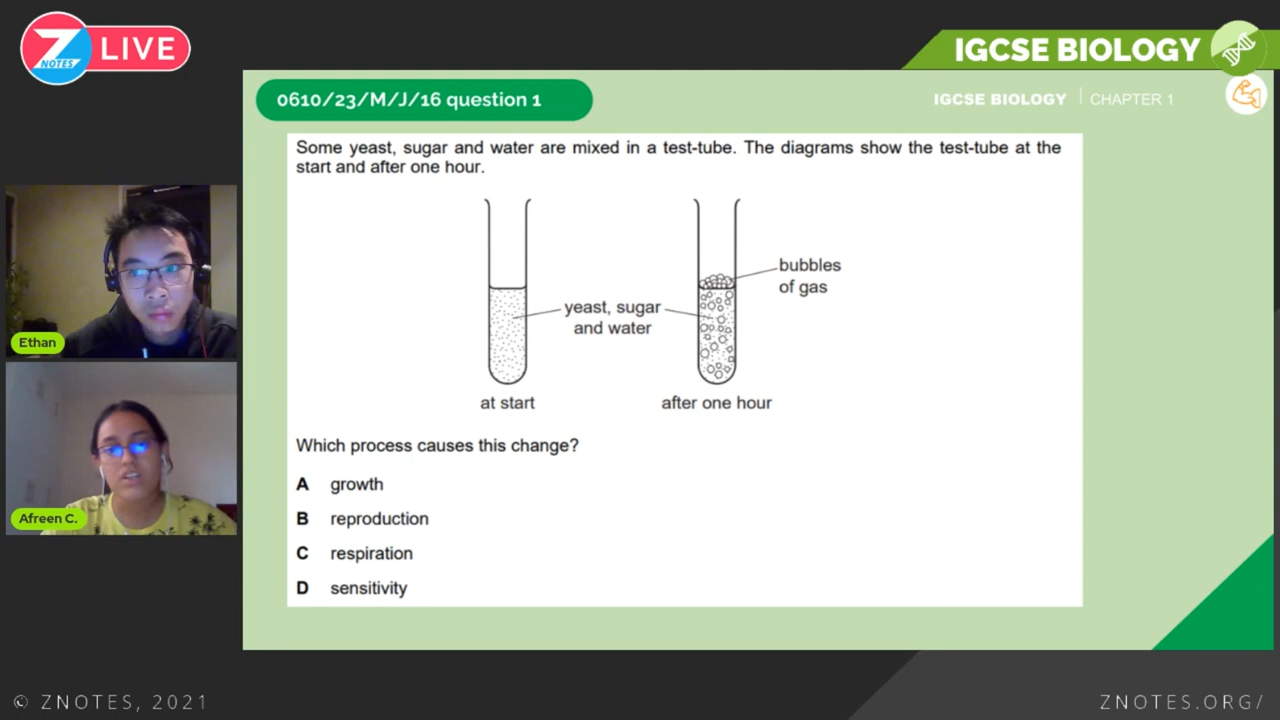 Z NOTES LIVE
IGCSE BIOLOGY
0610/23/M/J/16 question 1
IGCSE BIOLOGY | CHAPTER 1
Some yeast, sugar and water are mixed in a test-tube. The diagrams show the test-tube at the
start and after one hour.
bubbles
of gas
yeast, sugar
and water
at start
after one hour
Which process causes this change?
A growth
B reproduction
C respiration
D sensitivity
Ethan
Afreen C.
© ZNOTES, 2021
ZNOTES.ORG/